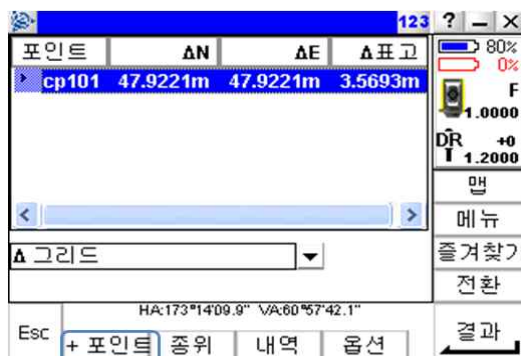 123 ? – ×
포인트 ΔN ΔE Δ표고
cp101 47.9221m 47.9221m 3.5693m
80%
0%
F
1.0000
DR +0
1.2000
맵
메뉴
즐겨찾기
전환
Δ 그리드
HA:173°14'09.9" VA:60°57'42.1"
Esc + 포인트 종위 내역 옵션 결과